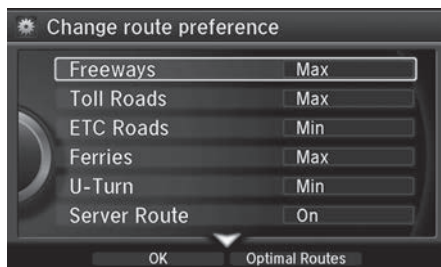 Change route preference
Freeways Max
Toll Roads Max
ETC Roads Min
Ferries Max
U-Turn Min
Server Route On
OK Optimal Routes